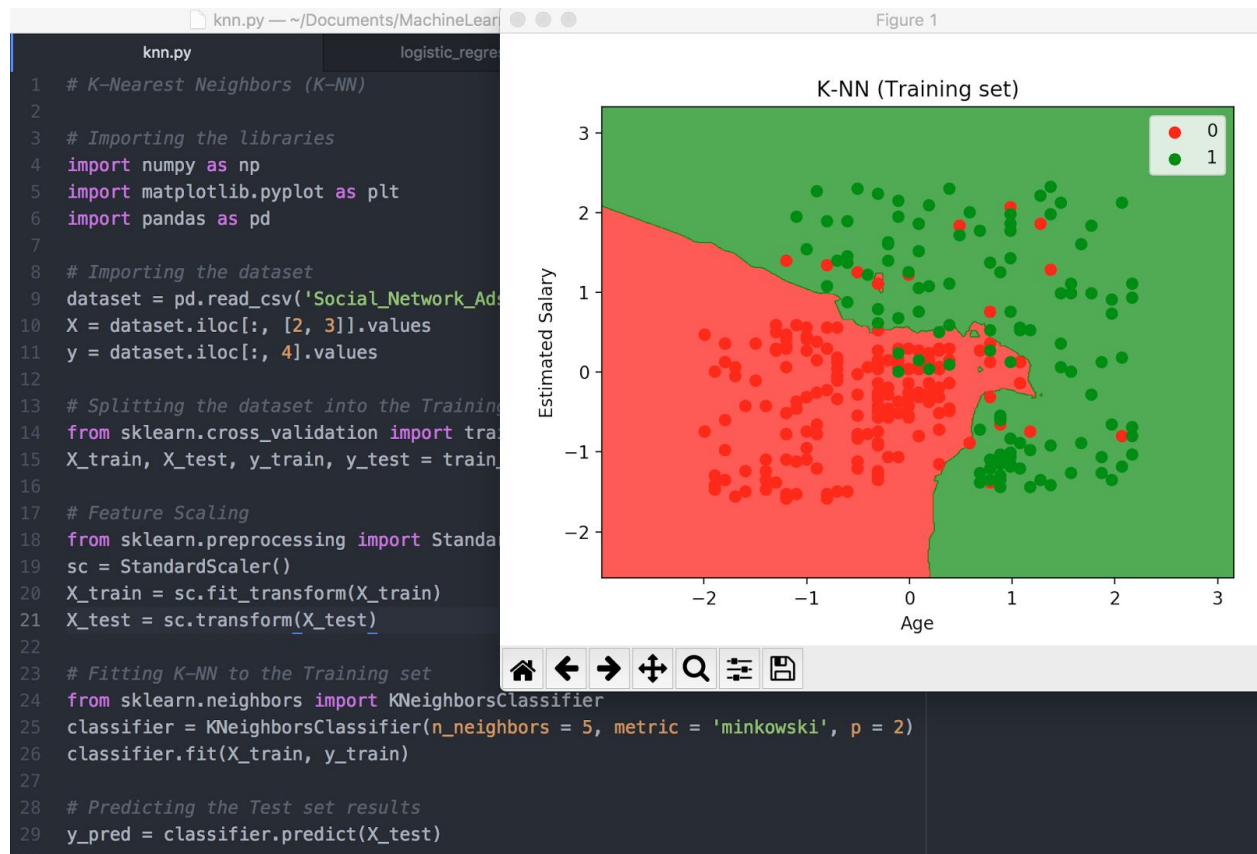 knn.py — ~/Documents/MachineLear
knn.py
logistic_regre
1 # K-Nearest Neighbors (K-NN)
2
3 # Importing the libraries
4 import numpy as np
5 import matplotlib.pyplot as plt
6 import pandas as pd
7
8 # Importing the dataset
9 dataset = pd.read_csv('Social_Network_Ads
10 X = dataset.iloc[:, [2, 3]].values
11 y = dataset.iloc[:, 4].values
12
13 # Splitting the dataset into the Training
14 from sklearn.cross_validation import trai
15 X_train, X_test, y_train, y_test = train_
16
17 # Feature Scaling
18 from sklearn.preprocessing import Standar
19 sc = StandardScaler()
20 X_train = sc.fit_transform(X_train)
21 X_test = sc.transform(X_test)
22
23 # Fitting K-NN to the Training set
24 from sklearn.neighbors import KNeighborsClassifier
25 classifier = KNeighborsClassifier(n_neighbors = 5, metric = 'minkowski', p = 2)
26 classifier.fit(X_train, y_train)
27
28 # Predicting the Test set results
29 y_pred = classifier.predict(X_test)
Figure 1
K-NN (Training set)
0
1
Estimated Salary
3
2
1
0
−1
−2
−2 −1 0 1 2 3
Age